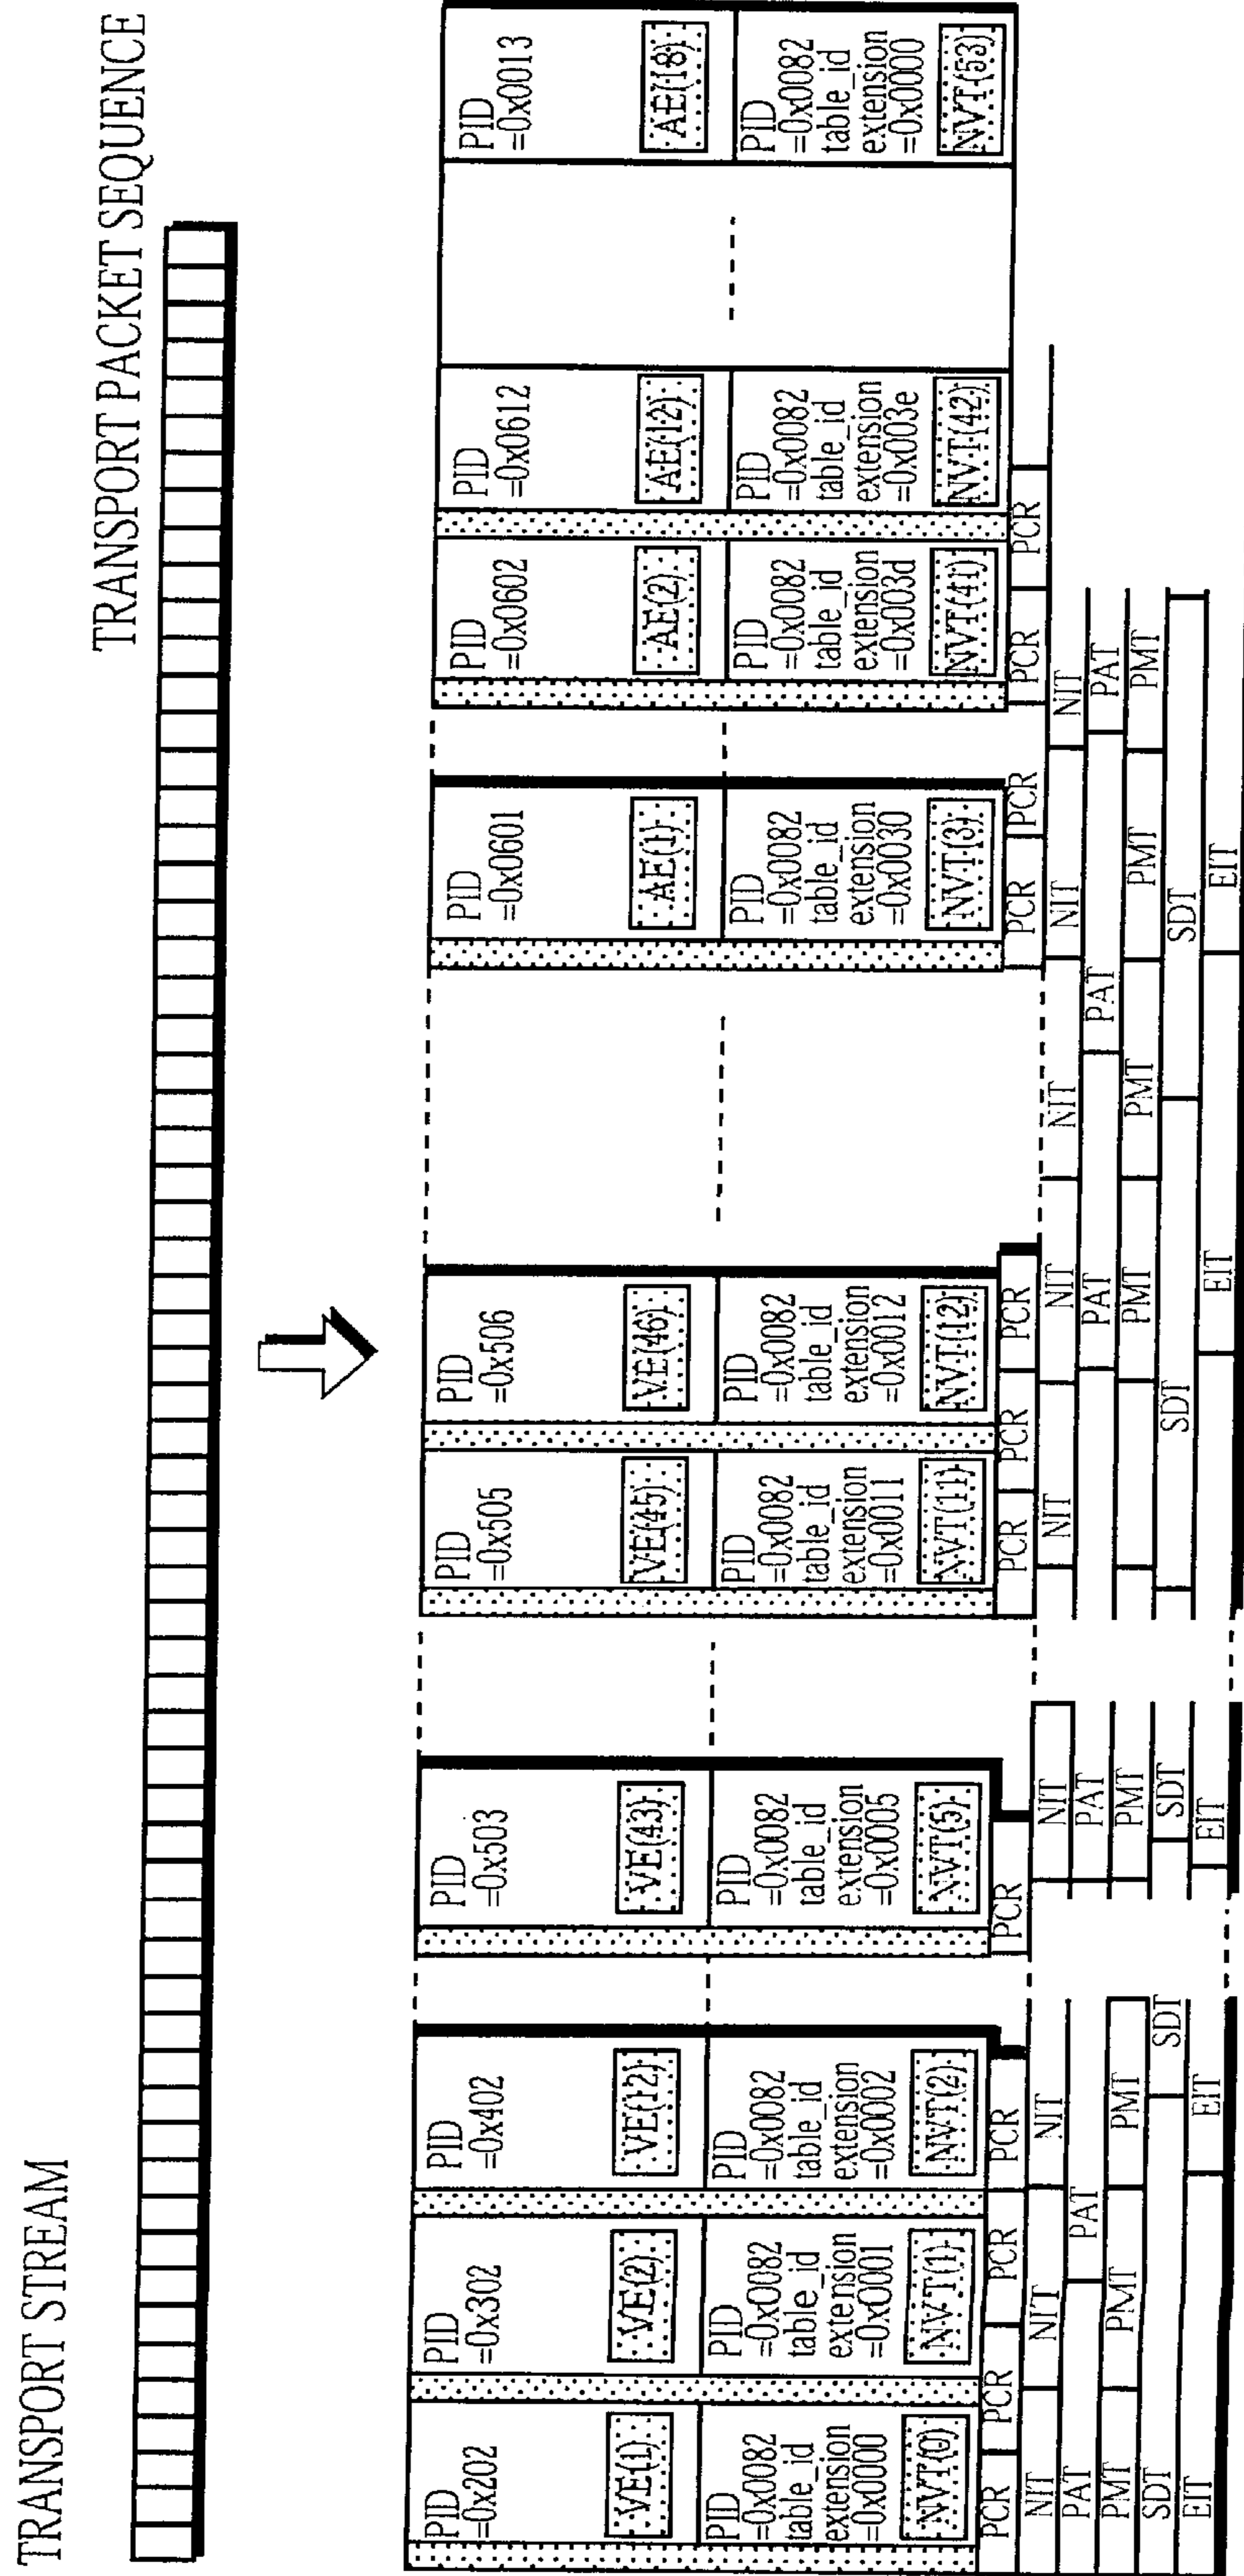 TRANSPORT STREAM
TRANSPORT PACKET SEQUENCE
PID
=0x202
VE(1)
PID
=0x0082
table_id
extension
=0x0000
NVT(0)
PID
=0x302
VE(2)
PID
=0x0082
table_id
extension
=0x0001
NVT(1)
PID
=0x402
VE(12)
PID
=0x0082
table_id
extension
=0x0002
NVT(2)
PID
=0x503
VE(43)
PID
=0x0082
table_id
extension
=0x0005
NVT(5)
PID
=0x505
VE(45)
PID
=0x0082
table_id
extension
=0x0011
NVT(11)
PID
=0x506
VE(46)
PID
=0x0082
table_id
extension
=0x0012
NVT(12)
PID
=0x0601
AE(1)
PID
=0x0082
table_id
extension
=0x0030
NVT(3)
PID
=0x0602
AE(2)
PID
=0x0082
table_id
extension
=0x003d
NVT(41)
PID
=0x0612
AE(12)
PID
=0x0082
table_id
extension
=0x003e
NVT(42)
PID
=0x0013
AE(18)
PID
=0x0082
table_id
extension
=0x0000
NVT(53)
PCR PCR PCR PCR PCR PCR PCR PCR PCR PCR PCR PCR
NIT NIT NIT NIT NIT NIT NIT NIT NIT
PAT PAT PAT PAT PAT PAT
PMT PMT PMT PMT PMT PMT PMT PMT
SDT SDT SDT SDT SDT
EIT EIT EIT EIT EIT